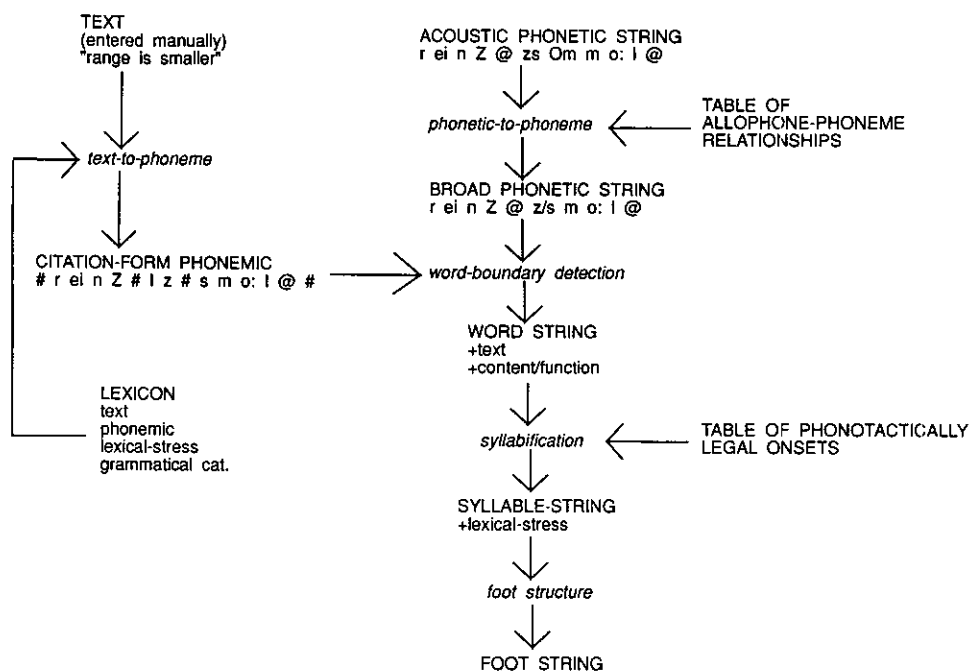 TEXT
(entered manually)
"range is smaller"
text-to-phoneme
CITATION-FORM PHONEMIC
# r ei n Z # I z # s m o: l @ #
LEXICON
text
phonemic
lexical-stress
grammatical cat.
ACOUSTIC PHONETIC STRING
r ei n Z @ zs Om m o: l @
phonetic-to-phoneme
TABLE OF
ALLOPHONE-PHONEME
RELATIONSHIPS
BROAD PHONETIC STRING
r ei n Z @ z/s m o: l @
word-boundary detection
WORD STRING
+text
+content/function
syllabification
TABLE OF PHONOTACTICALLY
LEGAL ONSETS
SYLLABLE-STRING
+lexical-stress
foot structure
FOOT STRING